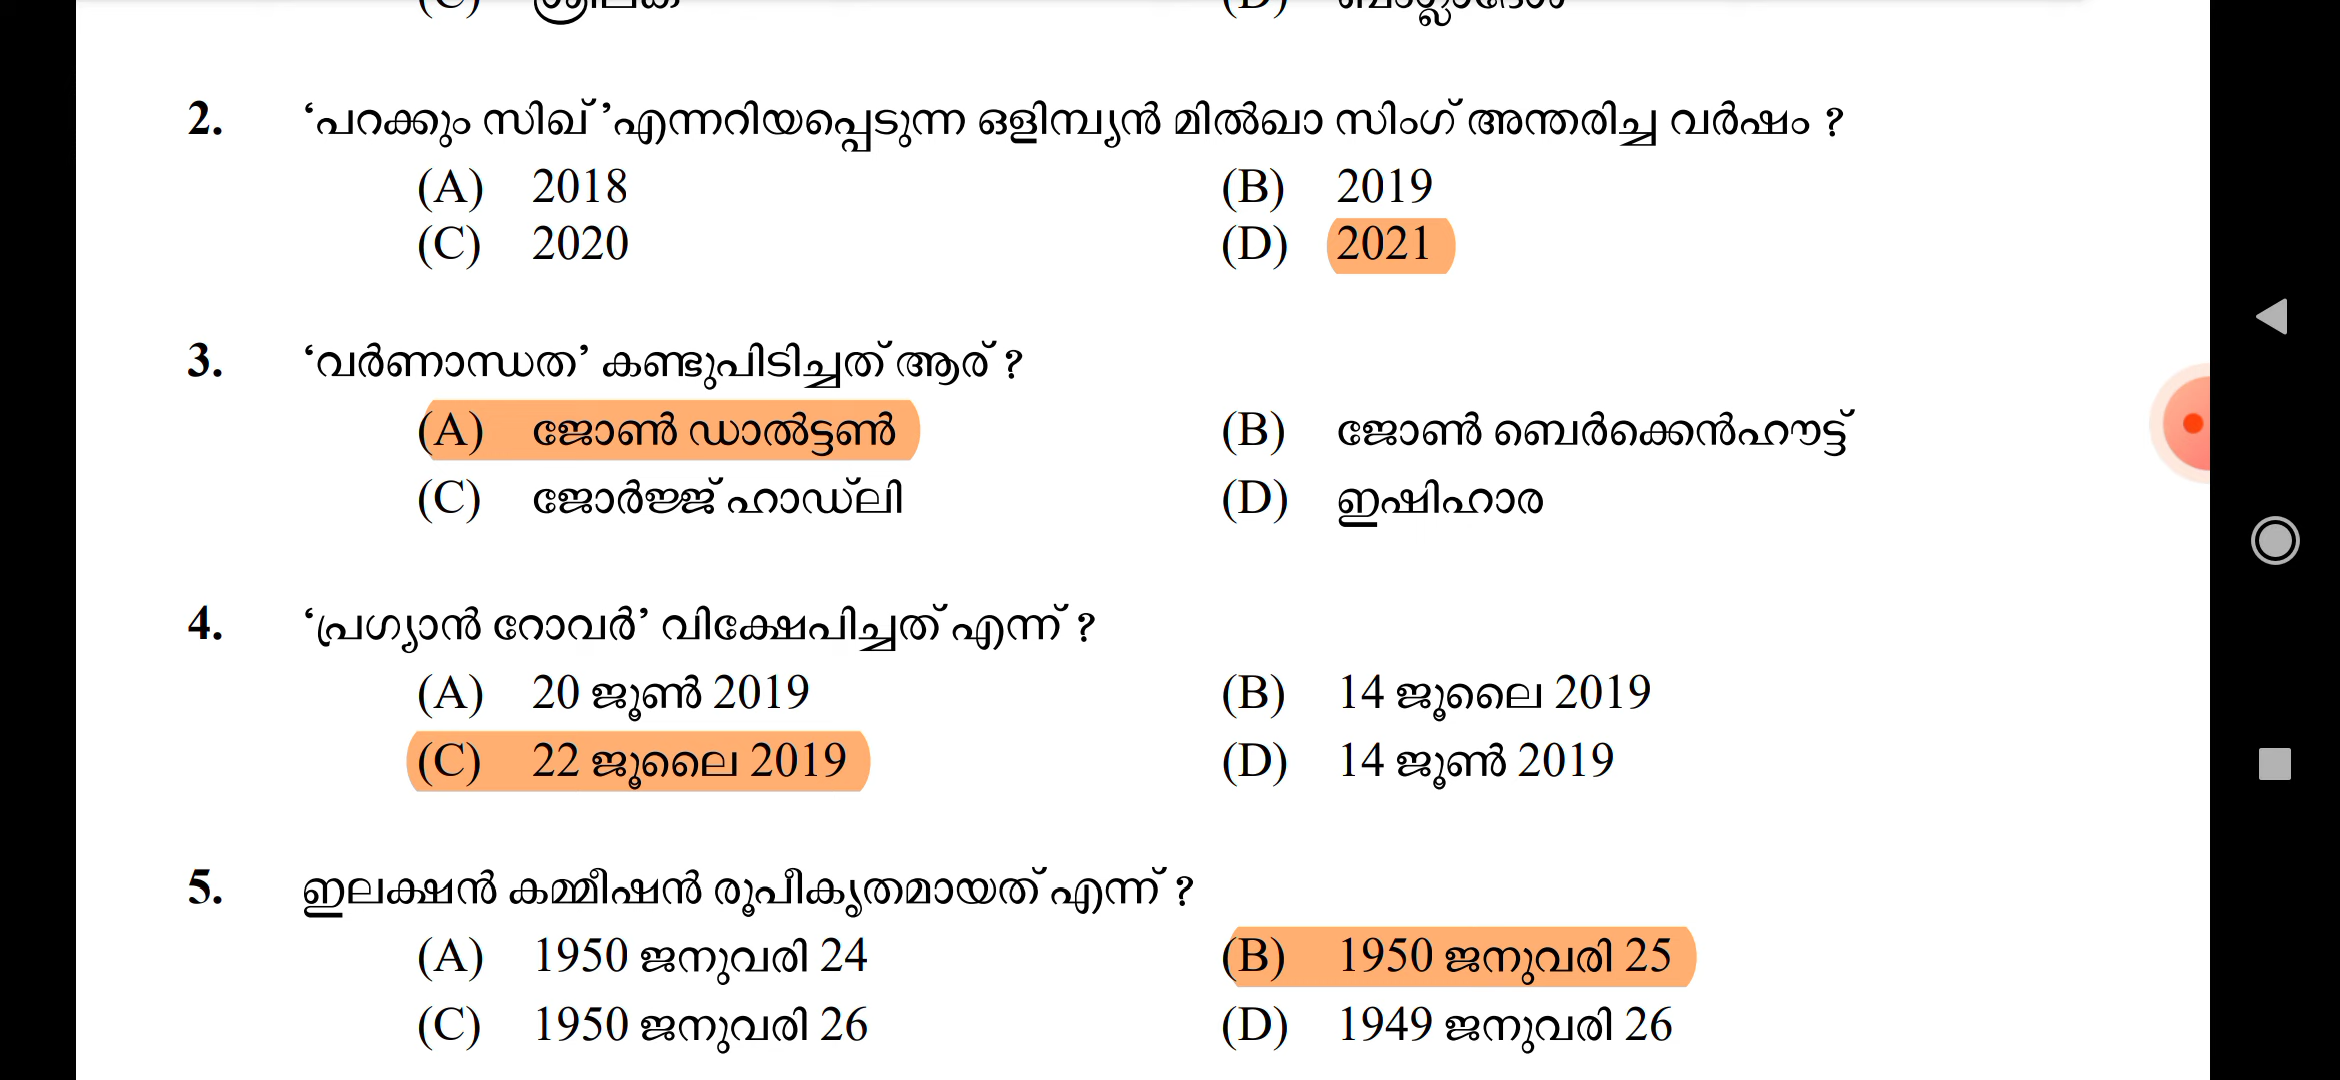 2. ‘പറക്കും സിഖ്’എന്നറിയപ്പെടുന്ന ഒളിമ്പ്യൻ മിൽഖാ സിംഗ് അന്തരിച്ച വർഷം ?
(A) 2018 (B) 2019
(C) 2020 (D) 2021
3. ‘വർണാന്ധത’ കണ്ടുപിടിച്ചത് ആര് ?
(A) ജോൺ ഡാൽട്ടൺ (B) ജോൺ ബെർക്കെൻഹൗട്ട്
(C) ജോർജ്ജ് ഹാഡ്‌ലി (D) ഇഷിഹാര
4. ‘പ്രഗ്യാൻ റോവർ’ വിക്ഷേപിച്ചത് എന്ന് ?
(A) 20 ജൂൺ 2019 (B) 14 ജൂലൈ 2019
(C) 22 ജൂലൈ 2019 (D) 14 ജൂൺ 2019
5. ഇലക്ഷൻ കമ്മീഷൻ രൂപീകൃതമായത് എന്ന് ?
(A) 1950 ജനുവരി 24 (B) 1950 ജനുവരി 25
(C) 1950 ജനുവരി 26 (D) 1949 ജനുവരി 26